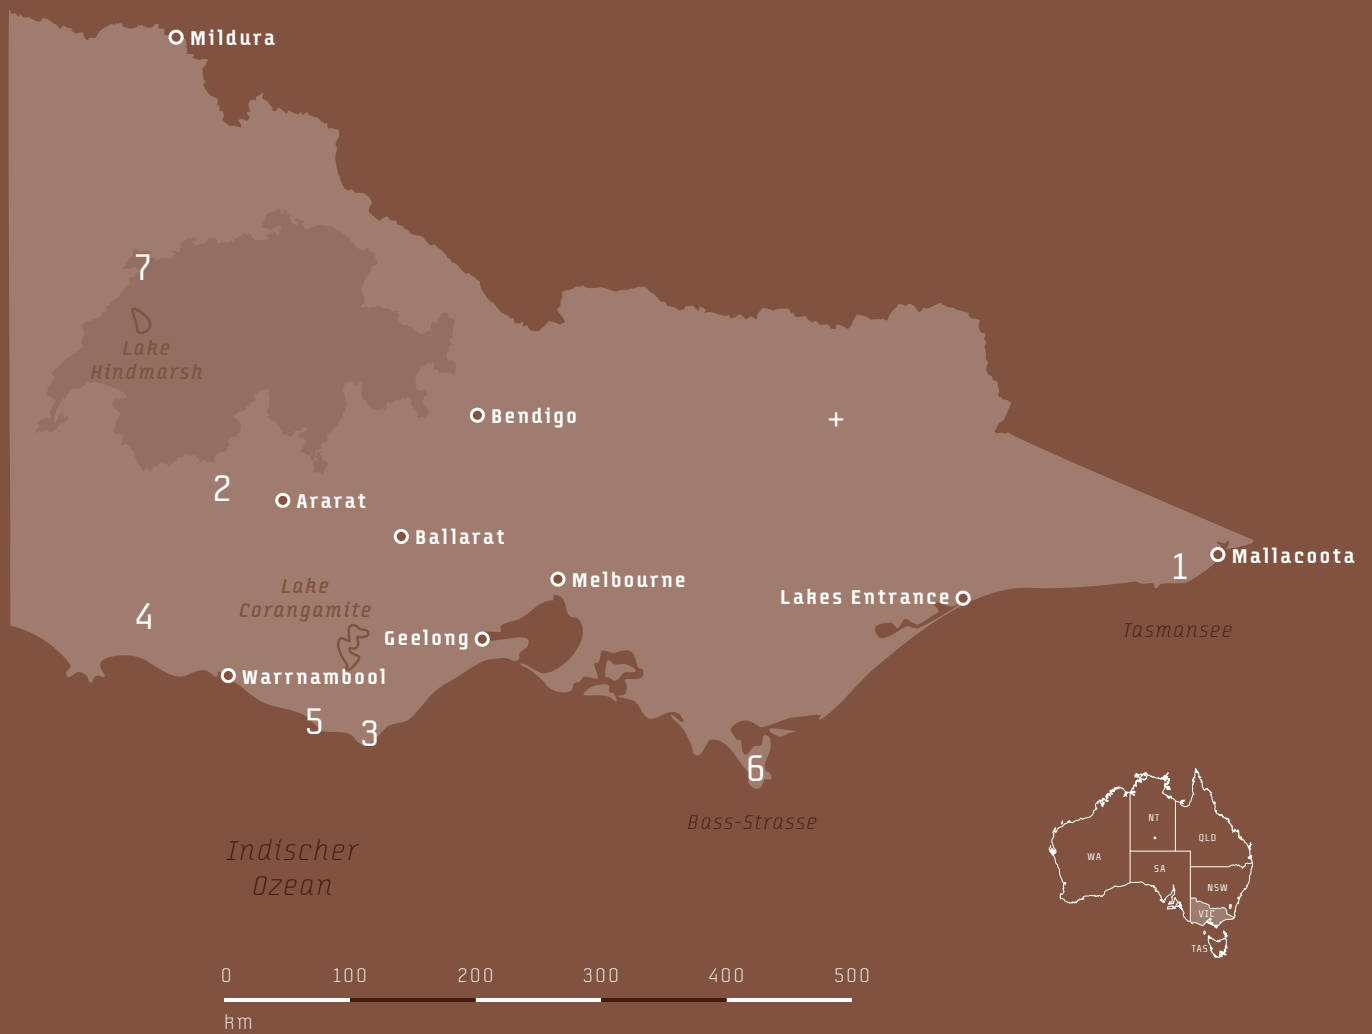 Mildura
7
Lake
Hindmarsh
Bendigo
+
2
Ararat
Ballarat
Melbourne
Mallacoota
1
Lakes Entrance
Lake
Corangamite
4
Geelong
Tasmansee
Warrnambool
5
3
6
Bass-Strasse
Indischer
Ozean
NT
QLD
WA
SA
NSW
VIC
TAS
0 100 200 300 400 500
km